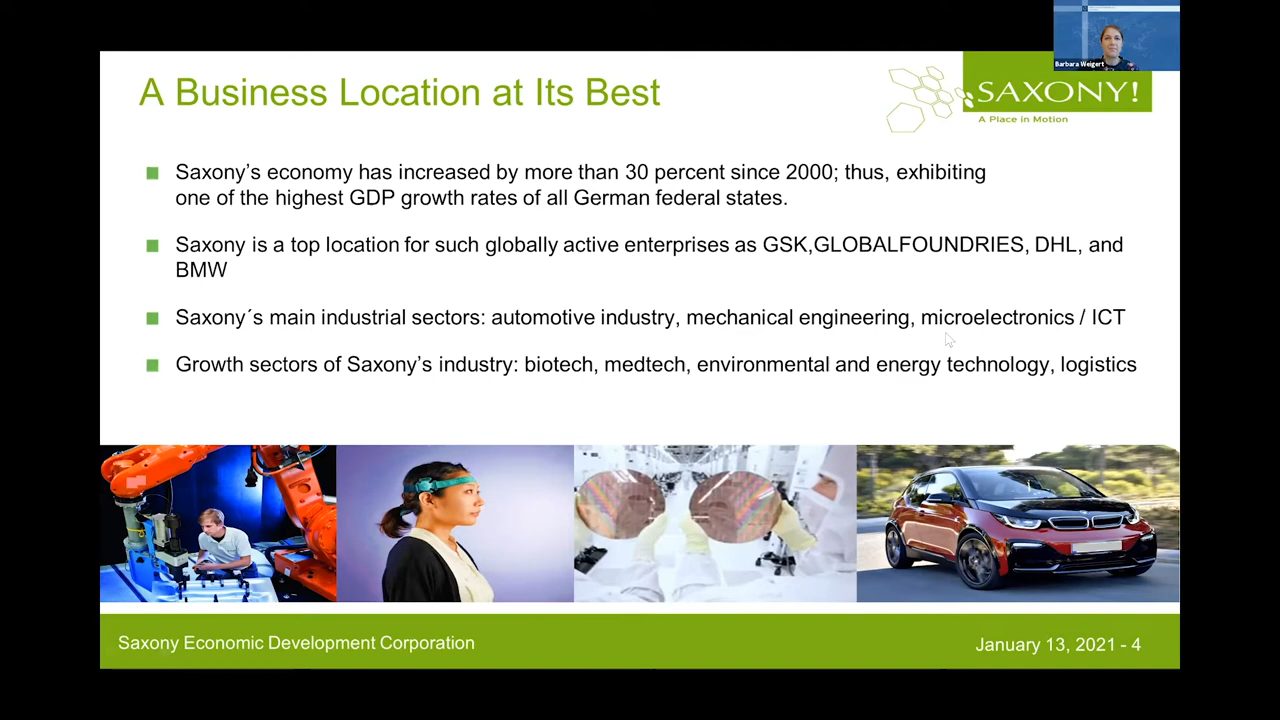 Barbara Weigert
A Business Location at Its Best
SAXONY!
A Place in Motion
Saxony’s economy has increased by more than 30 percent since 2000; thus, exhibiting
one of the highest GDP growth rates of all German federal states.
Saxony is a top location for such globally active enterprises as GSK,GLOBALFOUNDRIES, DHL, and
BMW
Saxony´s main industrial sectors: automotive industry, mechanical engineering, microelectronics / ICT
Growth sectors of Saxony’s industry: biotech, medtech, environmental and energy technology, logistics
Saxony Economic Development Corporation
January 13, 2021 - 4